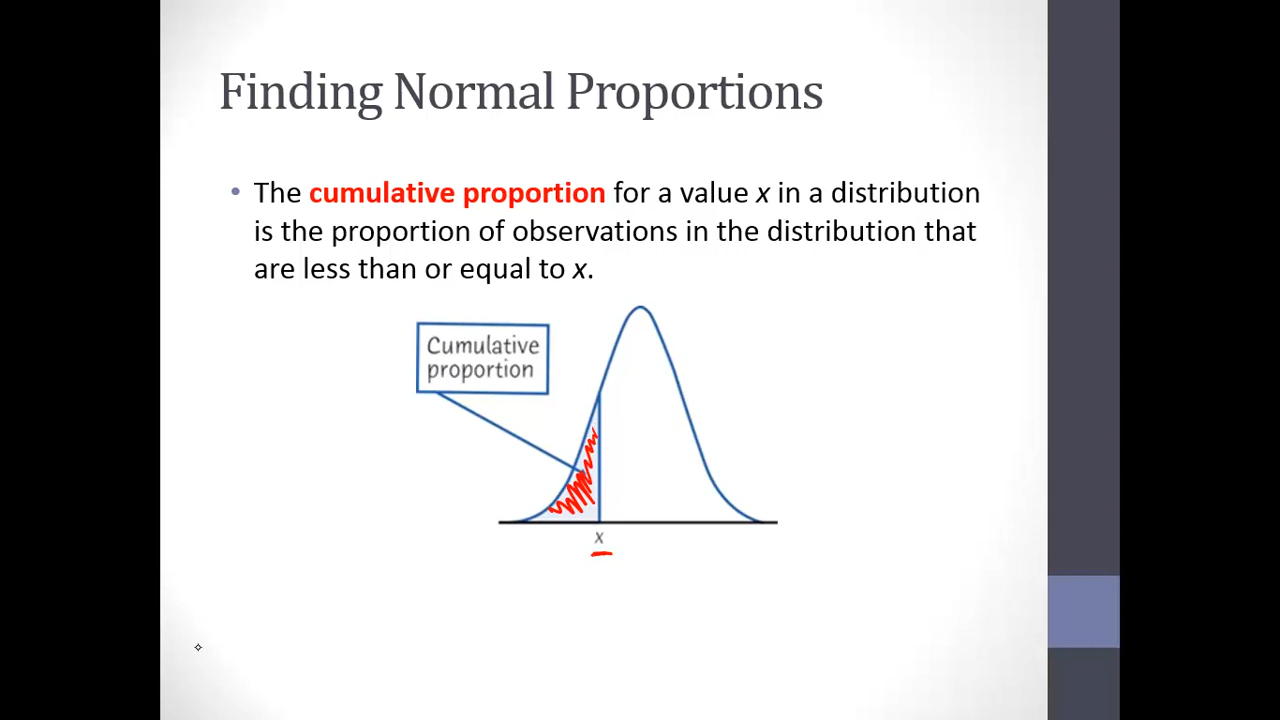 Finding Normal Proportions
• The cumulative proportion for a value x in a distribution
is the proportion of observations in the distribution that
are less than or equal to x.
Cumulative
proportion
x